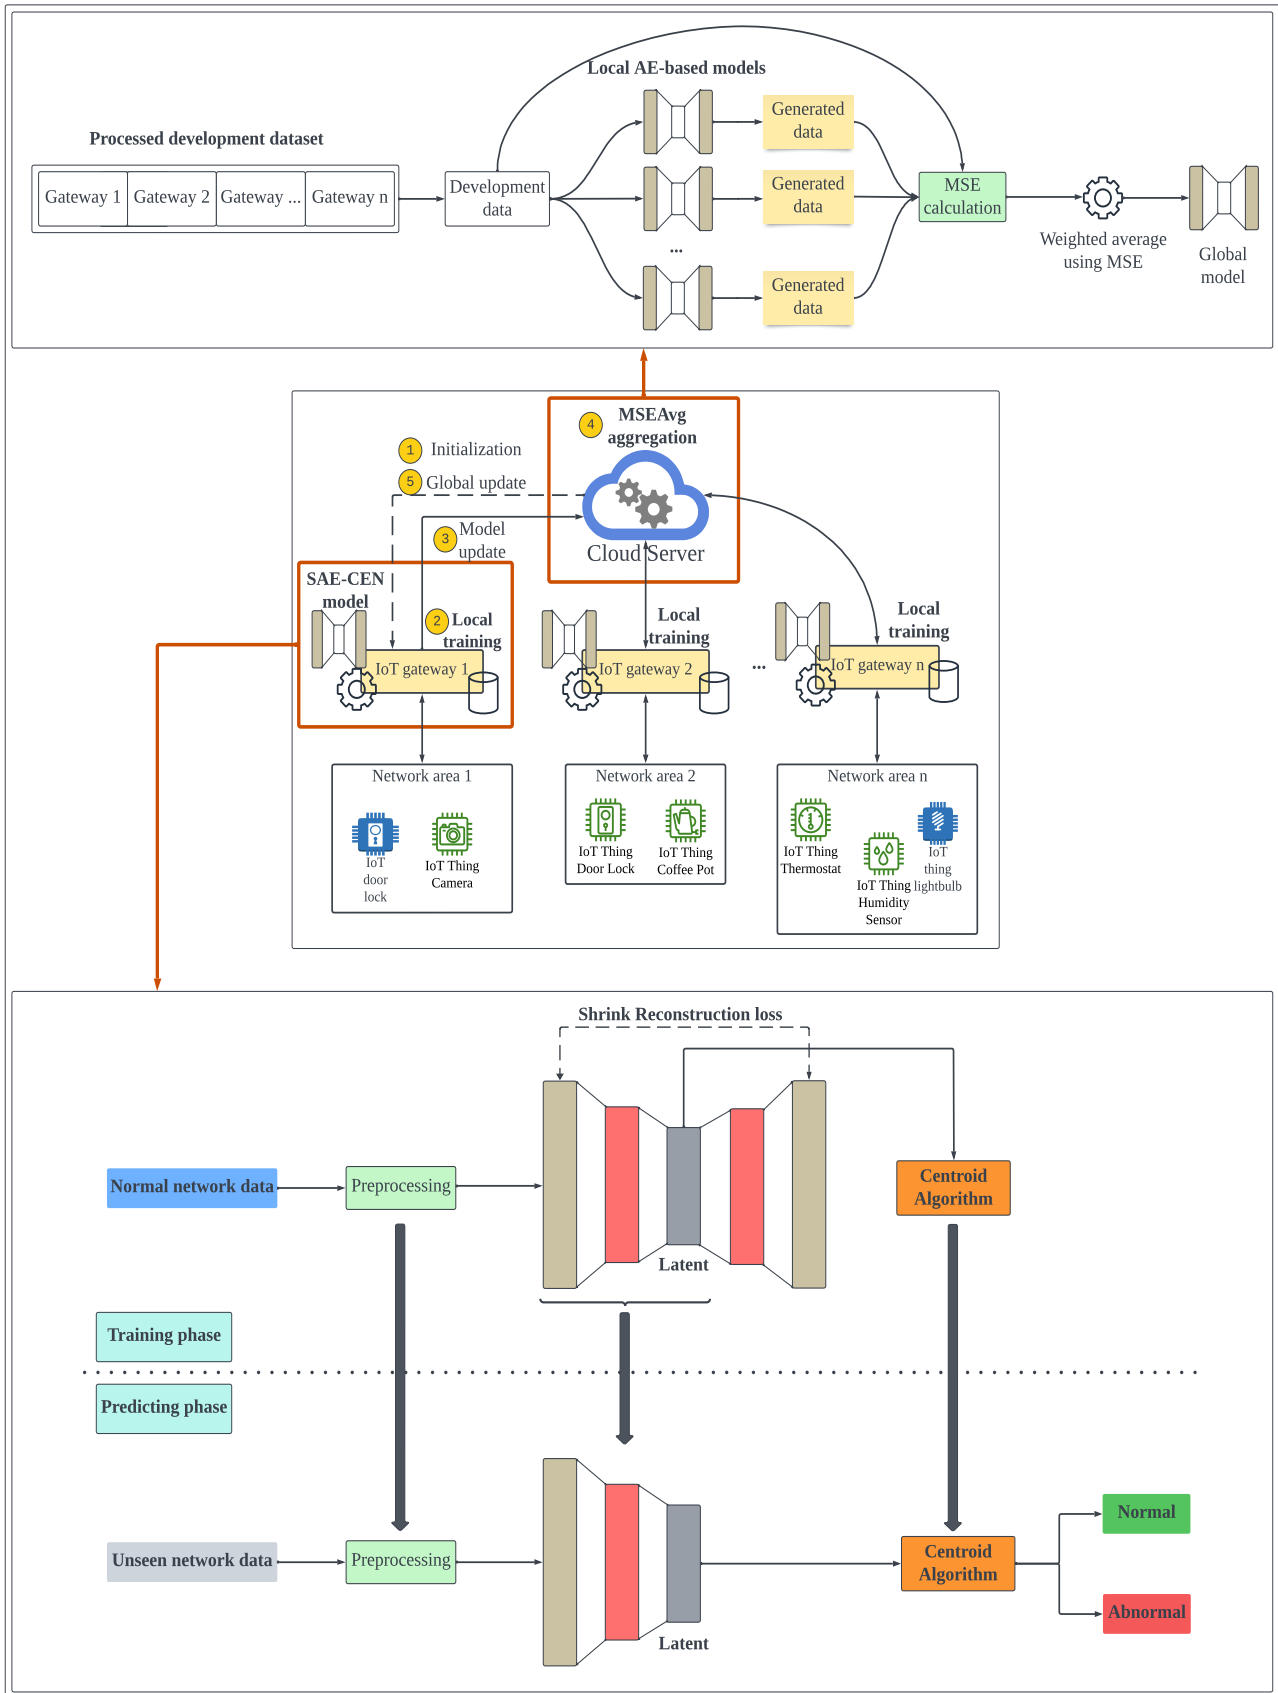 Local AE-based models
Processed development dataset
Gateway 1
Gateway 2
Gateway ...
Gateway n
Development
data
Generated
data
Generated
data
...
Generated
data
MSE
calculation
Weighted average
using MSE
Global
model
4
MSEAvg
aggregation
1
Initialization
5
Global update
3
Model
update
Cloud Server
SAE-CEN
model
2
Local
training
IoT gateway 1
Local
training
IoT gateway 2
...
Local
training
IoT gateway n
Network area 1
IoT
door
lock
IoT Thing
Camera
Network area 2
IoT Thing
Door Lock
IoT Thing
Coffee Pot
Network area n
IoT Thing
Thermostat
IoT Thing
Humidity
Sensor
IoT
thing
lightbulb
Shrink Reconstruction loss
Normal network data
Preprocessing
Latent
Centroid
Algorithm
Training phase
Predicting phase
Unseen network data
Preprocessing
Latent
Centroid
Algorithm
Normal
Abnormal